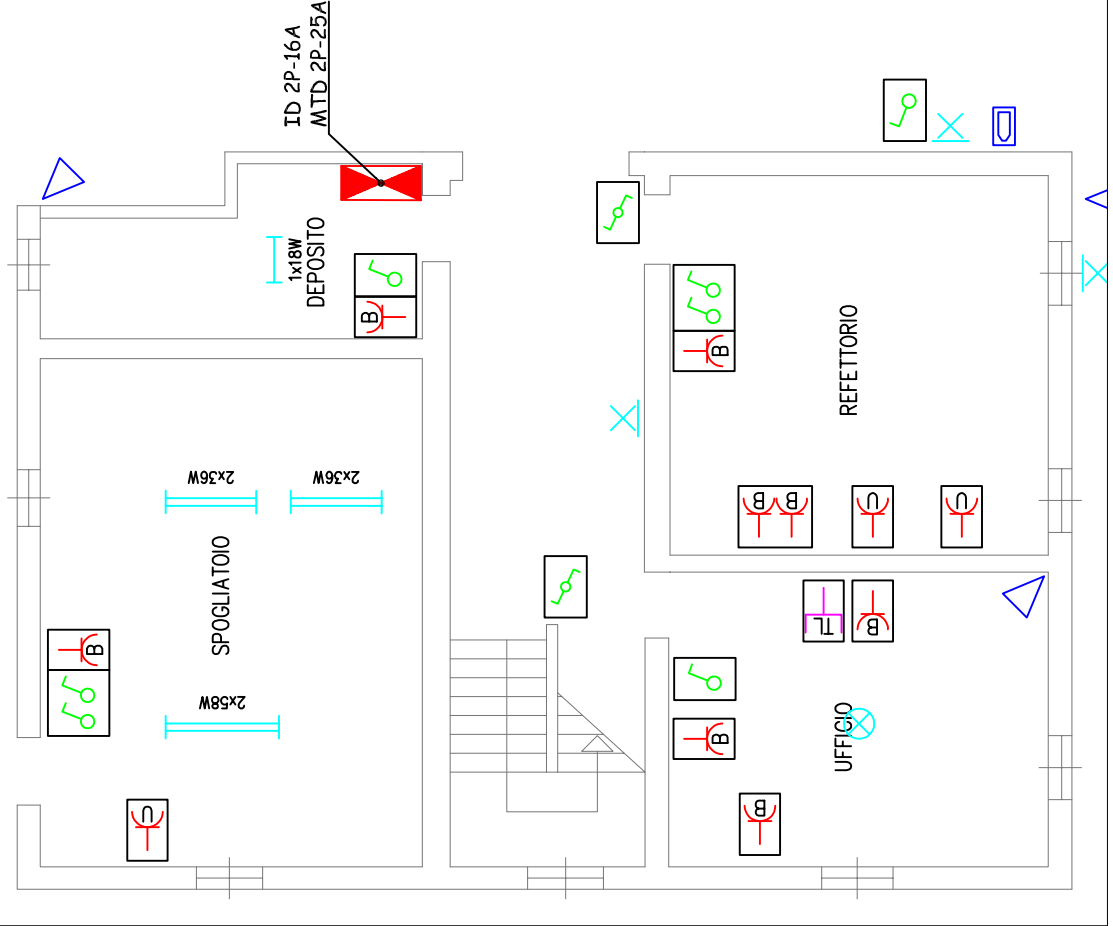 ID 2P-16A
MTD 2P-25A
1x18W
DEPOSITO
B
B
REFETTORIO
2x36W
2x36W
B
B
U
U
SPOGLIATOIO
TL
B
B
2x58W
UFFICIO
B
B
U